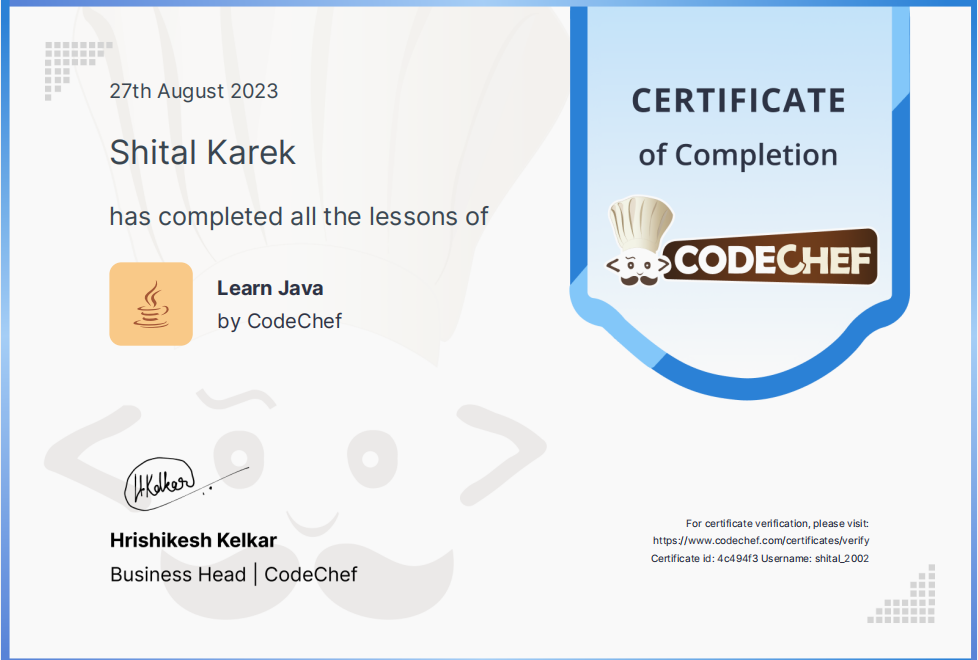 27th August 2023
Shital Karek
has completed all the lessons of
Learn Java
by CodeChef
CERTIFICATE
of Completion
CODECHEF
H.Kelkar
Hrishikesh Kelkar
Business Head | CodeChef
For certificate verification, please visit:
https://www.codechef.com/certificates/verify
Certificate id: 4c494f3 Username: shital_2002